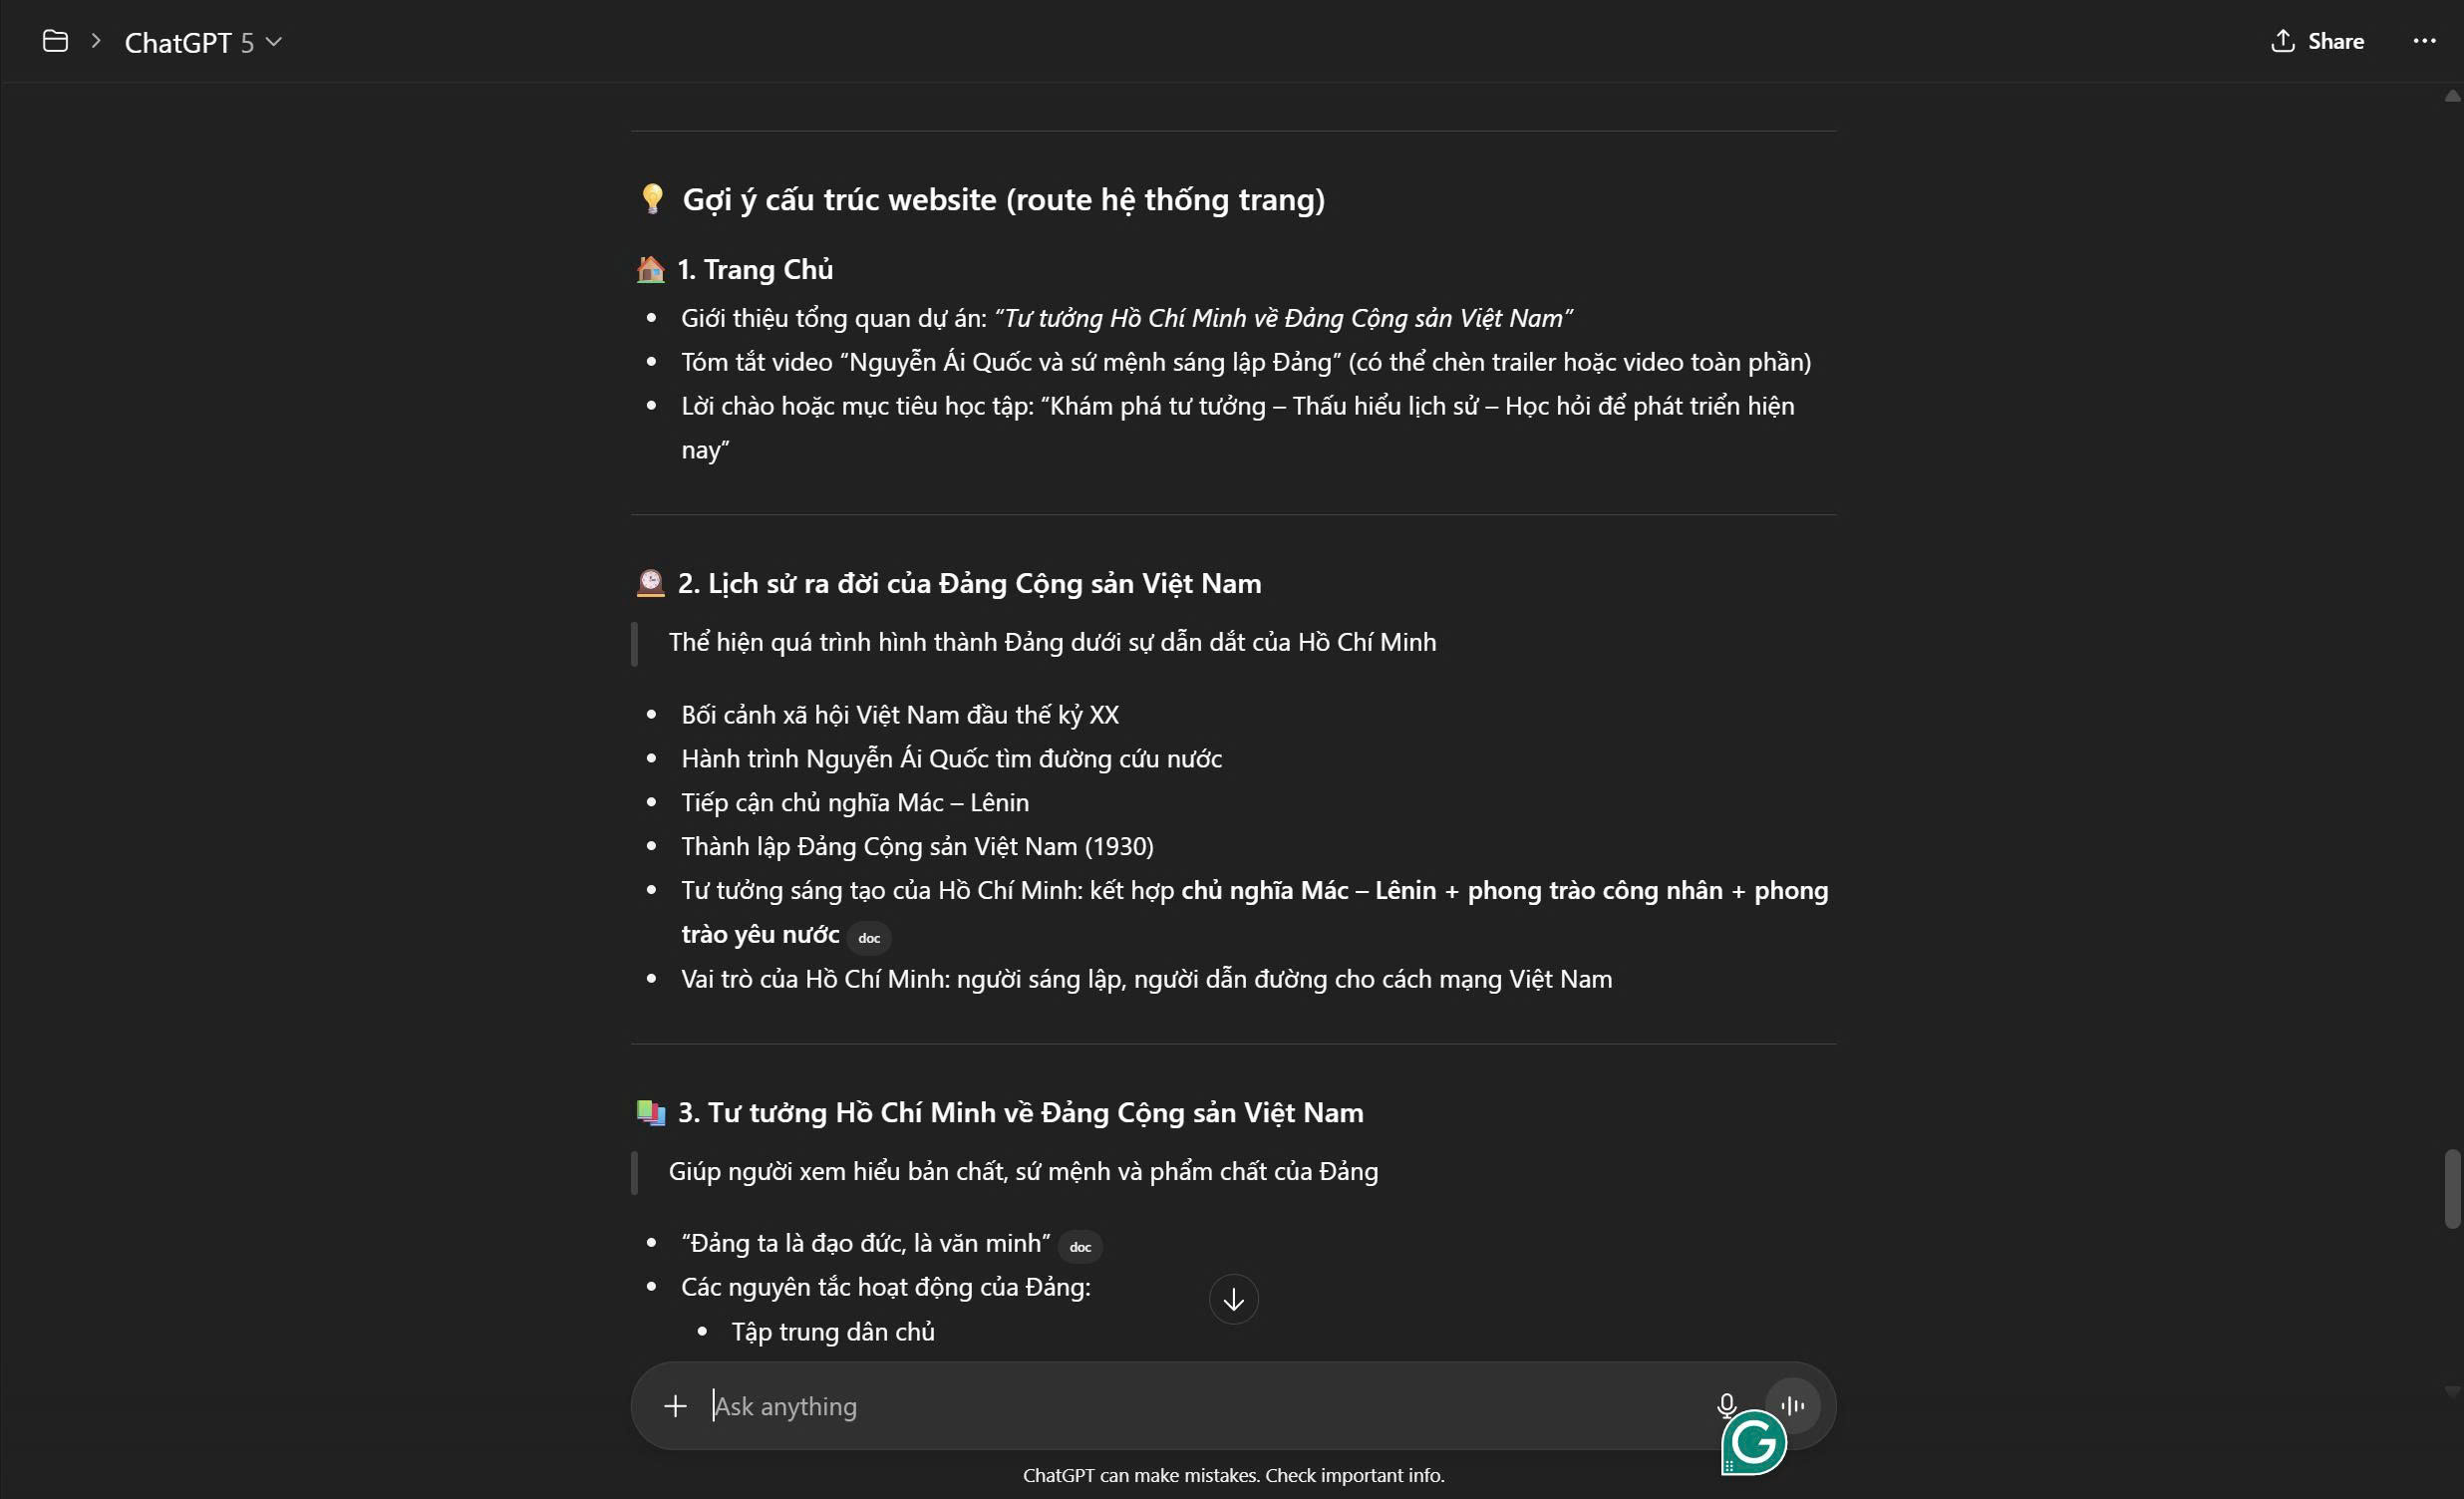 ChatGPT 5
Share
Gợi ý cấu trúc website (route hệ thống trang)
1. Trang Chủ
• Giới thiệu tổng quan dự án: “Tư tưởng Hồ Chí Minh về Đảng Cộng sản Việt Nam”
• Tóm tắt video “Nguyễn Ái Quốc và sứ mệnh sáng lập Đảng” (có thể chèn trailer hoặc video toàn phần)
• Lời chào hoặc mục tiêu học tập: “Khám phá tư tưởng – Thấu hiểu lịch sử – Học hỏi để phát triển hiện
nay”
2. Lịch sử ra đời của Đảng Cộng sản Việt Nam
Thể hiện quá trình hình thành Đảng dưới sự dẫn dắt của Hồ Chí Minh
• Bối cảnh xã hội Việt Nam đầu thế kỷ XX
• Hành trình Nguyễn Ái Quốc tìm đường cứu nước
• Tiếp cận chủ nghĩa Mác – Lênin
• Thành lập Đảng Cộng sản Việt Nam (1930)
• Tư tưởng sáng tạo của Hồ Chí Minh: kết hợp chủ nghĩa Mác – Lênin + phong trào công nhân + phong
trào yêu nước doc
• Vai trò của Hồ Chí Minh: người sáng lập, người dẫn đường cho cách mạng Việt Nam
3. Tư tưởng Hồ Chí Minh về Đảng Cộng sản Việt Nam
Giúp người xem hiểu bản chất, sứ mệnh và phẩm chất của Đảng
• “Đảng ta là đạo đức, là văn minh” doc
• Các nguyên tắc hoạt động của Đảng:
• Tập trung dân chủ
Ask anything
G
ChatGPT can make mistakes. Check important info.